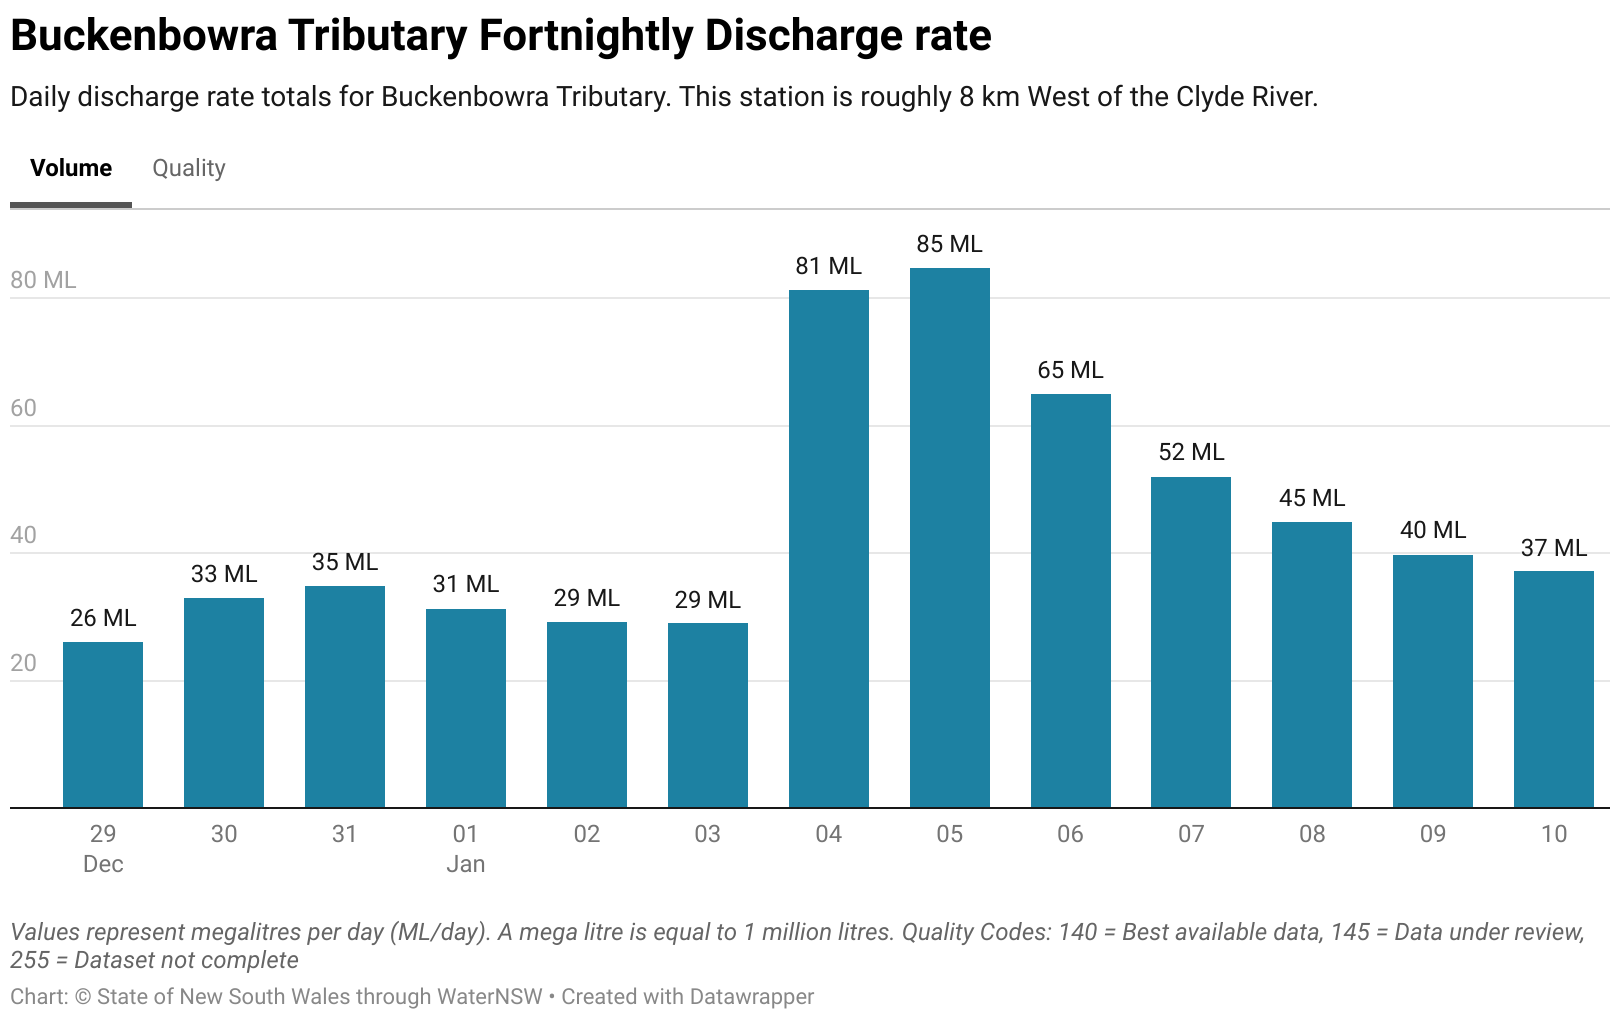 Buckenbowra Tributary Fortnightly Discharge rate
Daily discharge rate totals for Buckenbowra Tributary. This station is roughly 8 km West of the Clyde River.
Volume Quality
80 ML
60
40
20
26 ML
33 ML
35 ML
31 ML
29 ML
29 ML
81 ML
85 ML
65 ML
52 ML
45 ML
40 ML
37 ML
29 30 31 01 02 03 04 05 06 07 08 09 10
Dec Jan
Values represent megalitres per day (ML/day). A mega litre is equal to 1 million litres. Quality Codes: 140 = Best available data, 145 = Data under review,
255 = Dataset not complete
Chart: © State of New South Wales through WaterNSW • Created with Datawrapper